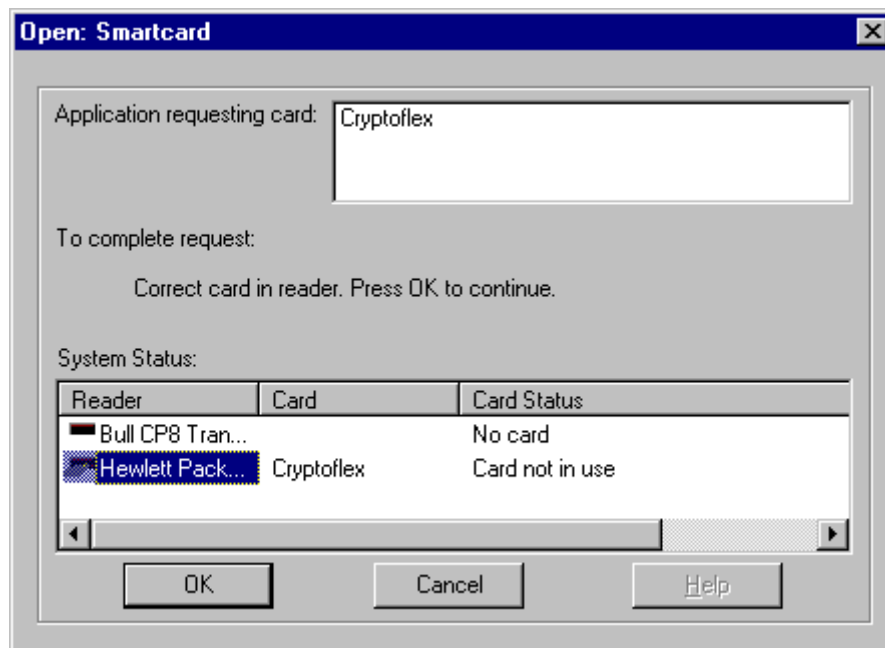 Open: Smartcard
Application requesting card: Cryptoflex
To complete request:
Correct card in reader. Press OK to continue.
System Status:
Reader Card Card Status
Bull CP8 Tran... No card
Hewlett Pack... Cryptoflex Card not in use
OK Cancel Help